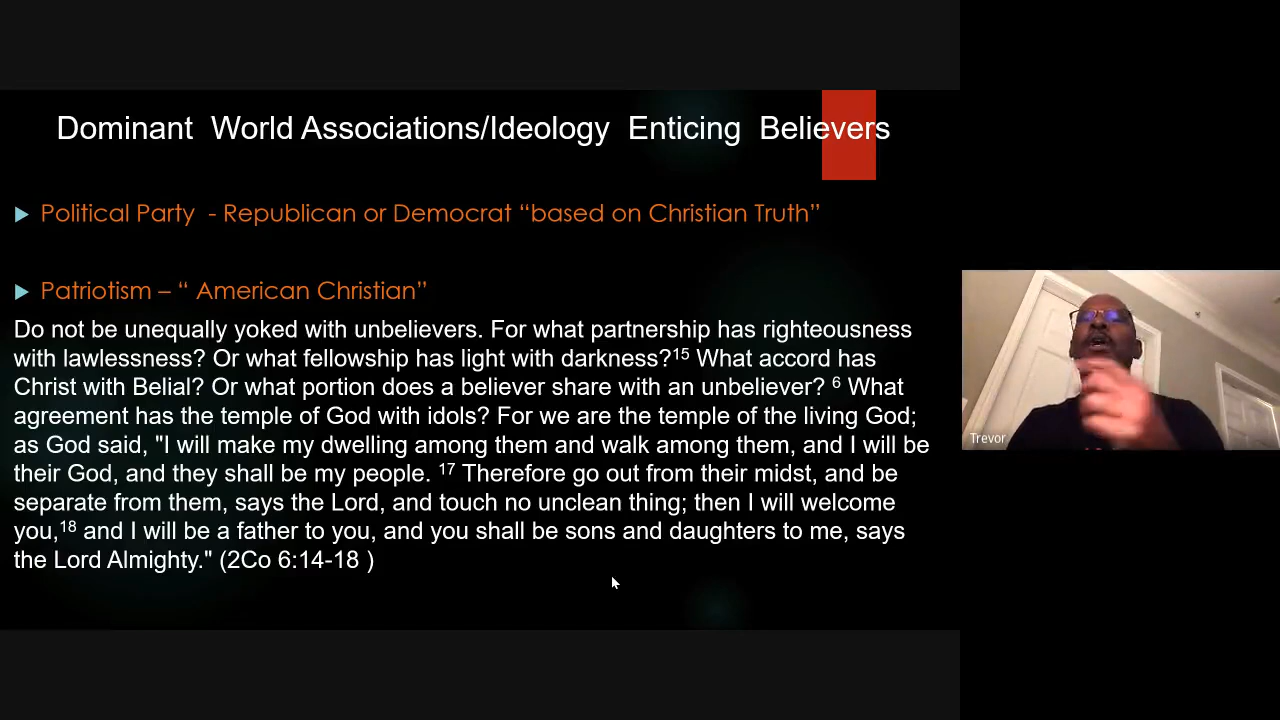 Dominant World Associations/Ideology Enticing Believers
Political Party - Republican or Democrat “based on Christian Truth”
Patriotism – “ American Christian”
Do not be unequally yoked with unbelievers. For what partnership has righteousness
with lawlessness? Or what fellowship has light with darkness?15 What accord has
Christ with Belial? Or what portion does a believer share with an unbeliever? 6 What
agreement has the temple of God with idols? For we are the temple of the living God;
as God said, "I will make my dwelling among them and walk among them, and I will be
their God, and they shall be my people. 17 Therefore go out from their midst, and be
separate from them, says the Lord, and touch no unclean thing; then I will welcome
you,18 and I will be a father to you, and you shall be sons and daughters to me, says
the Lord Almighty." (2Co 6:14-18 )
Trevor